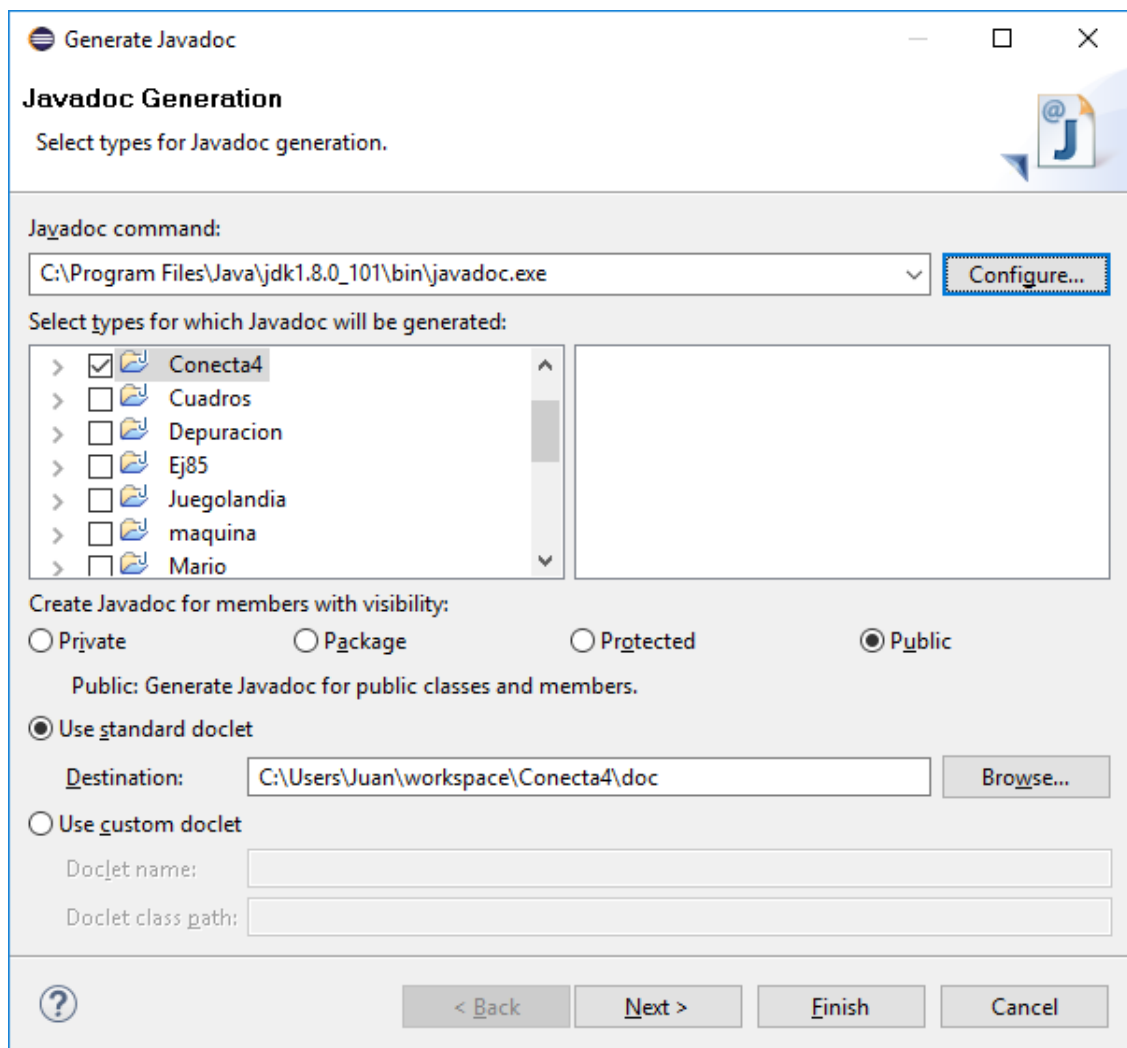 Generate Javadoc
Javadoc Generation
Select types for Javadoc generation.
@J
Javadoc command:
C:\Program Files\Java\jdk1.8.0_101\bin\javadoc.exe
Configure...
Select types for which Javadoc will be generated:
Conecta4
Cuadros
Depuracion
Ej85
Juegolandia
maquina
Mario
Create Javadoc for members with visibility:
Private Package Protected Public
Public: Generate Javadoc for public classes and members.
Use standard doclet
Destination: C:\Users\Juan\workspace\Conecta4\doc Browse...
Use custom doclet
Doclet name:
Doclet class path:
? < Back Next > Finish Cancel